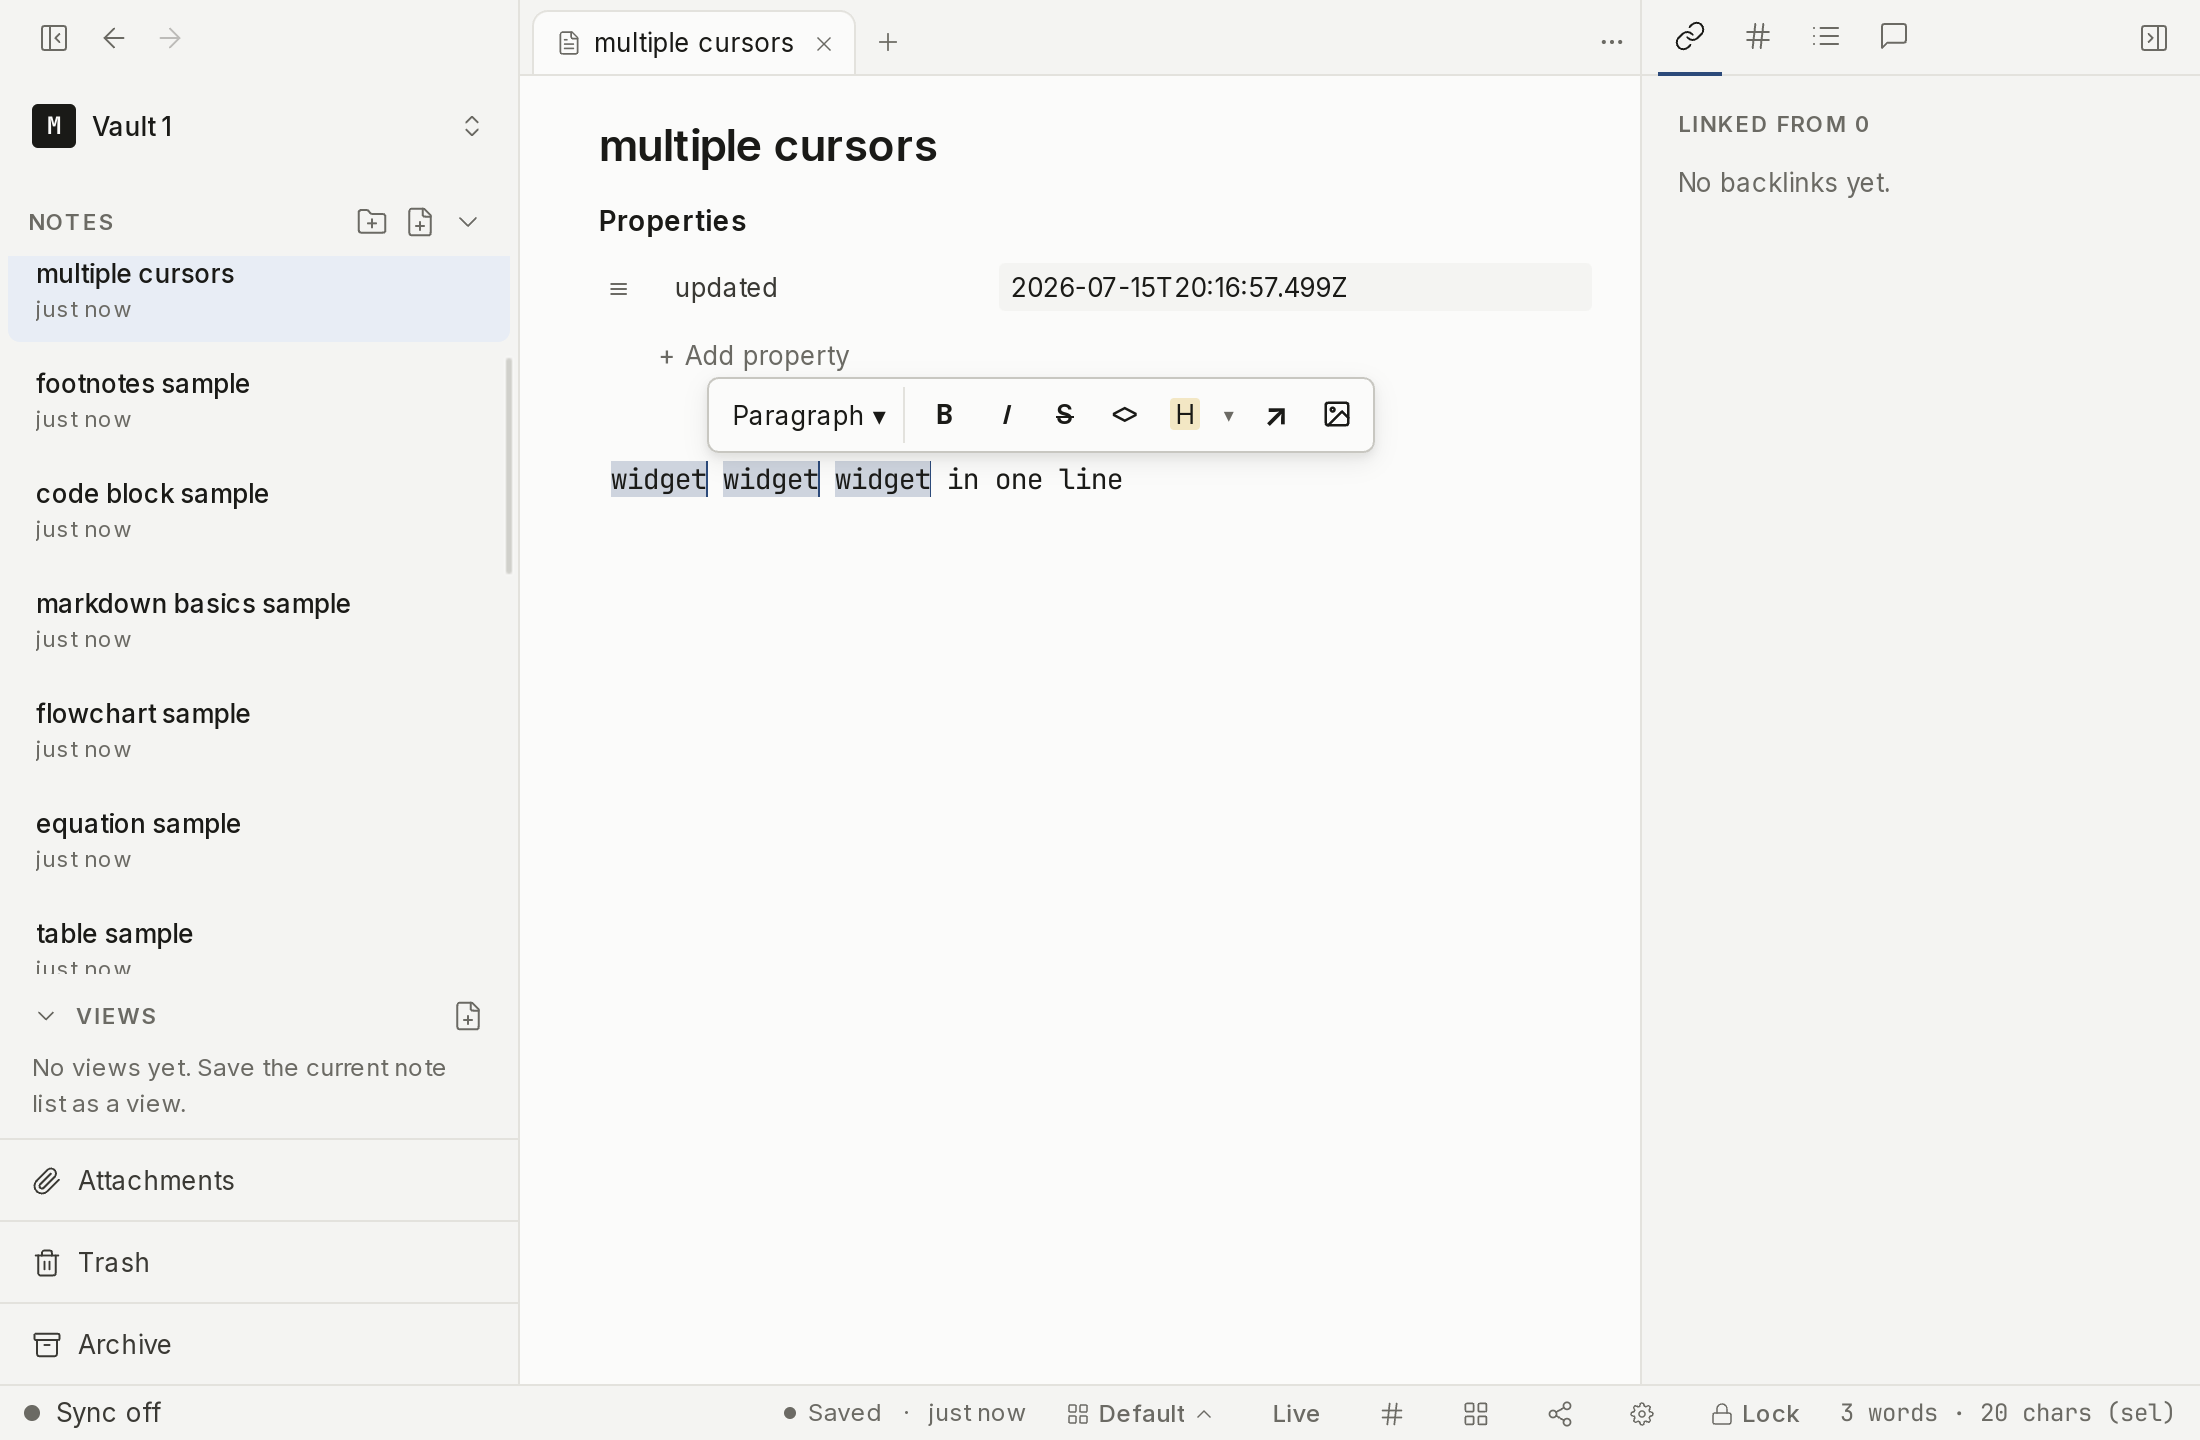 M Vault 1
NOTES
multiple cursors
just now
footnotes sample
just now
code block sample
just now
markdown basics sample
just now
flowchart sample
just now
equation sample
just now
table sample
just now
VIEWS
No views yet. Save the current note
list as a view.
Attachments
Trash
Archive
multiple cursors
multiple cursors
Properties
updated 2026-07-15T20:16:57.499Z
+ Add property
Paragraph ▾ B I S <> H ▾
widget widget widget in one line
LINKED FROM 0
No backlinks yet.
Sync off
Saved · just now Default Live Lock 3 words · 20 chars (sel)